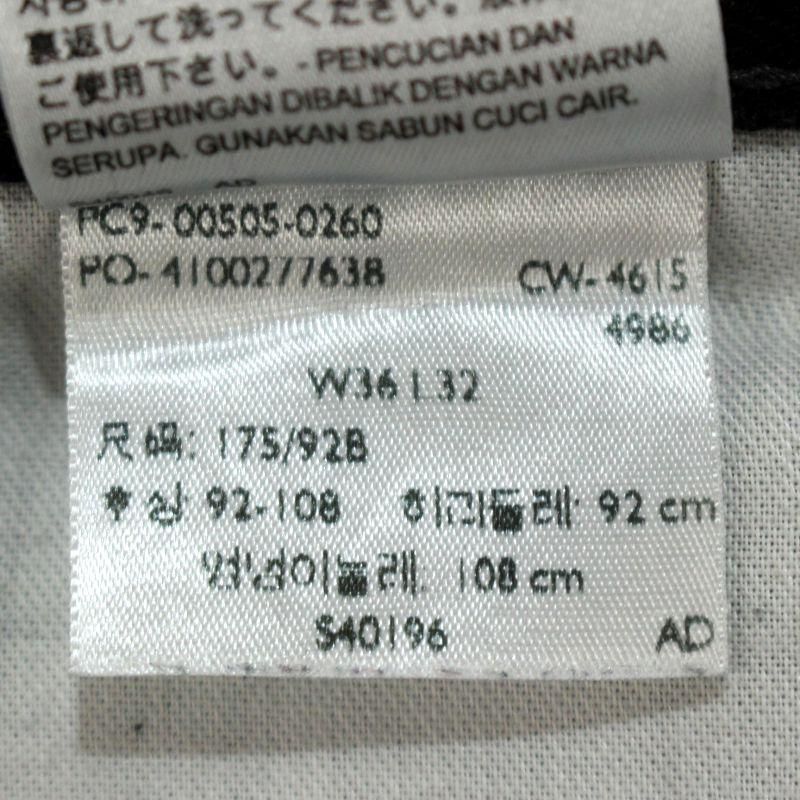 裏返して洗ってください。
ご使用下さい。- PENCUCIAN DAN
PENGERINGAN DIBALIK DENGAN WARNA
SERUPA. GUNAKAN SABUN CUCI CAIR.
AD
PC9-00505-0260
PO-4100277638 CW-4615
4986
W36 L32
尺码: 175/92B
호칭 92-108 허리둘레: 92 cm
엉덩이둘레: 108 cm
S40196 AD